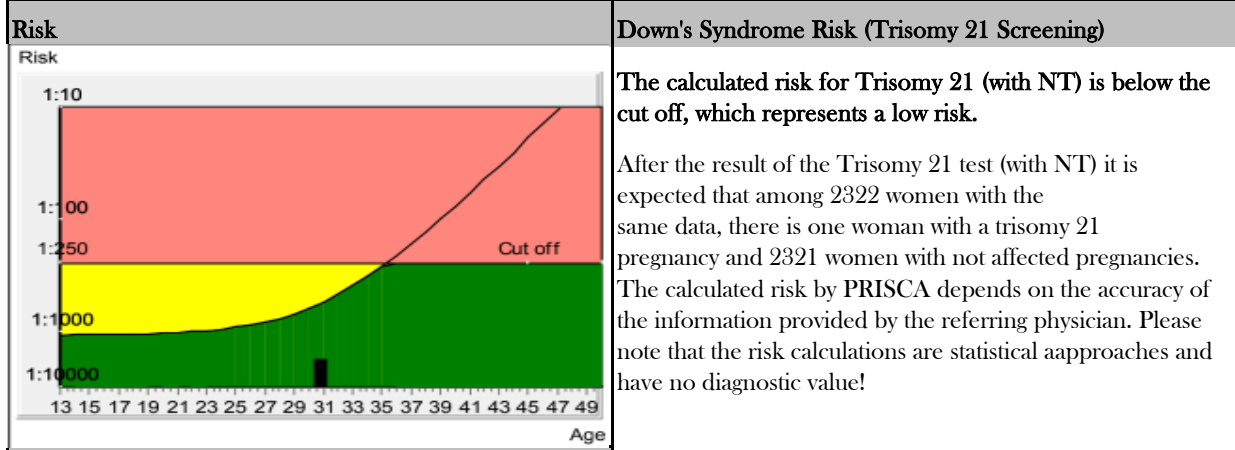 Risk
Risk
1:10
1:100
1:250
Cut off
1:1000
1:10000
13 15 17 19 21 23 25 27 29 31 33 35 37 39 41 43 45 47 49
Age
Down's Syndrome Risk (Trisomy 21 Screening)
The calculated risk for Trisomy 21 (with NT) is below the
cut off, which represents a low risk.
After the result of the Trisomy 21 test (with NT) it is
expected that among 2322 women with the
same data, there is one woman with a trisomy 21
pregnancy and 2321 women with not affected pregnancies.
The calculated risk by PRISCA depends on the accuracy of
the information provided by the referring physician. Please
note that the risk calculations are statistical aapproaches and
have no diagnostic value!